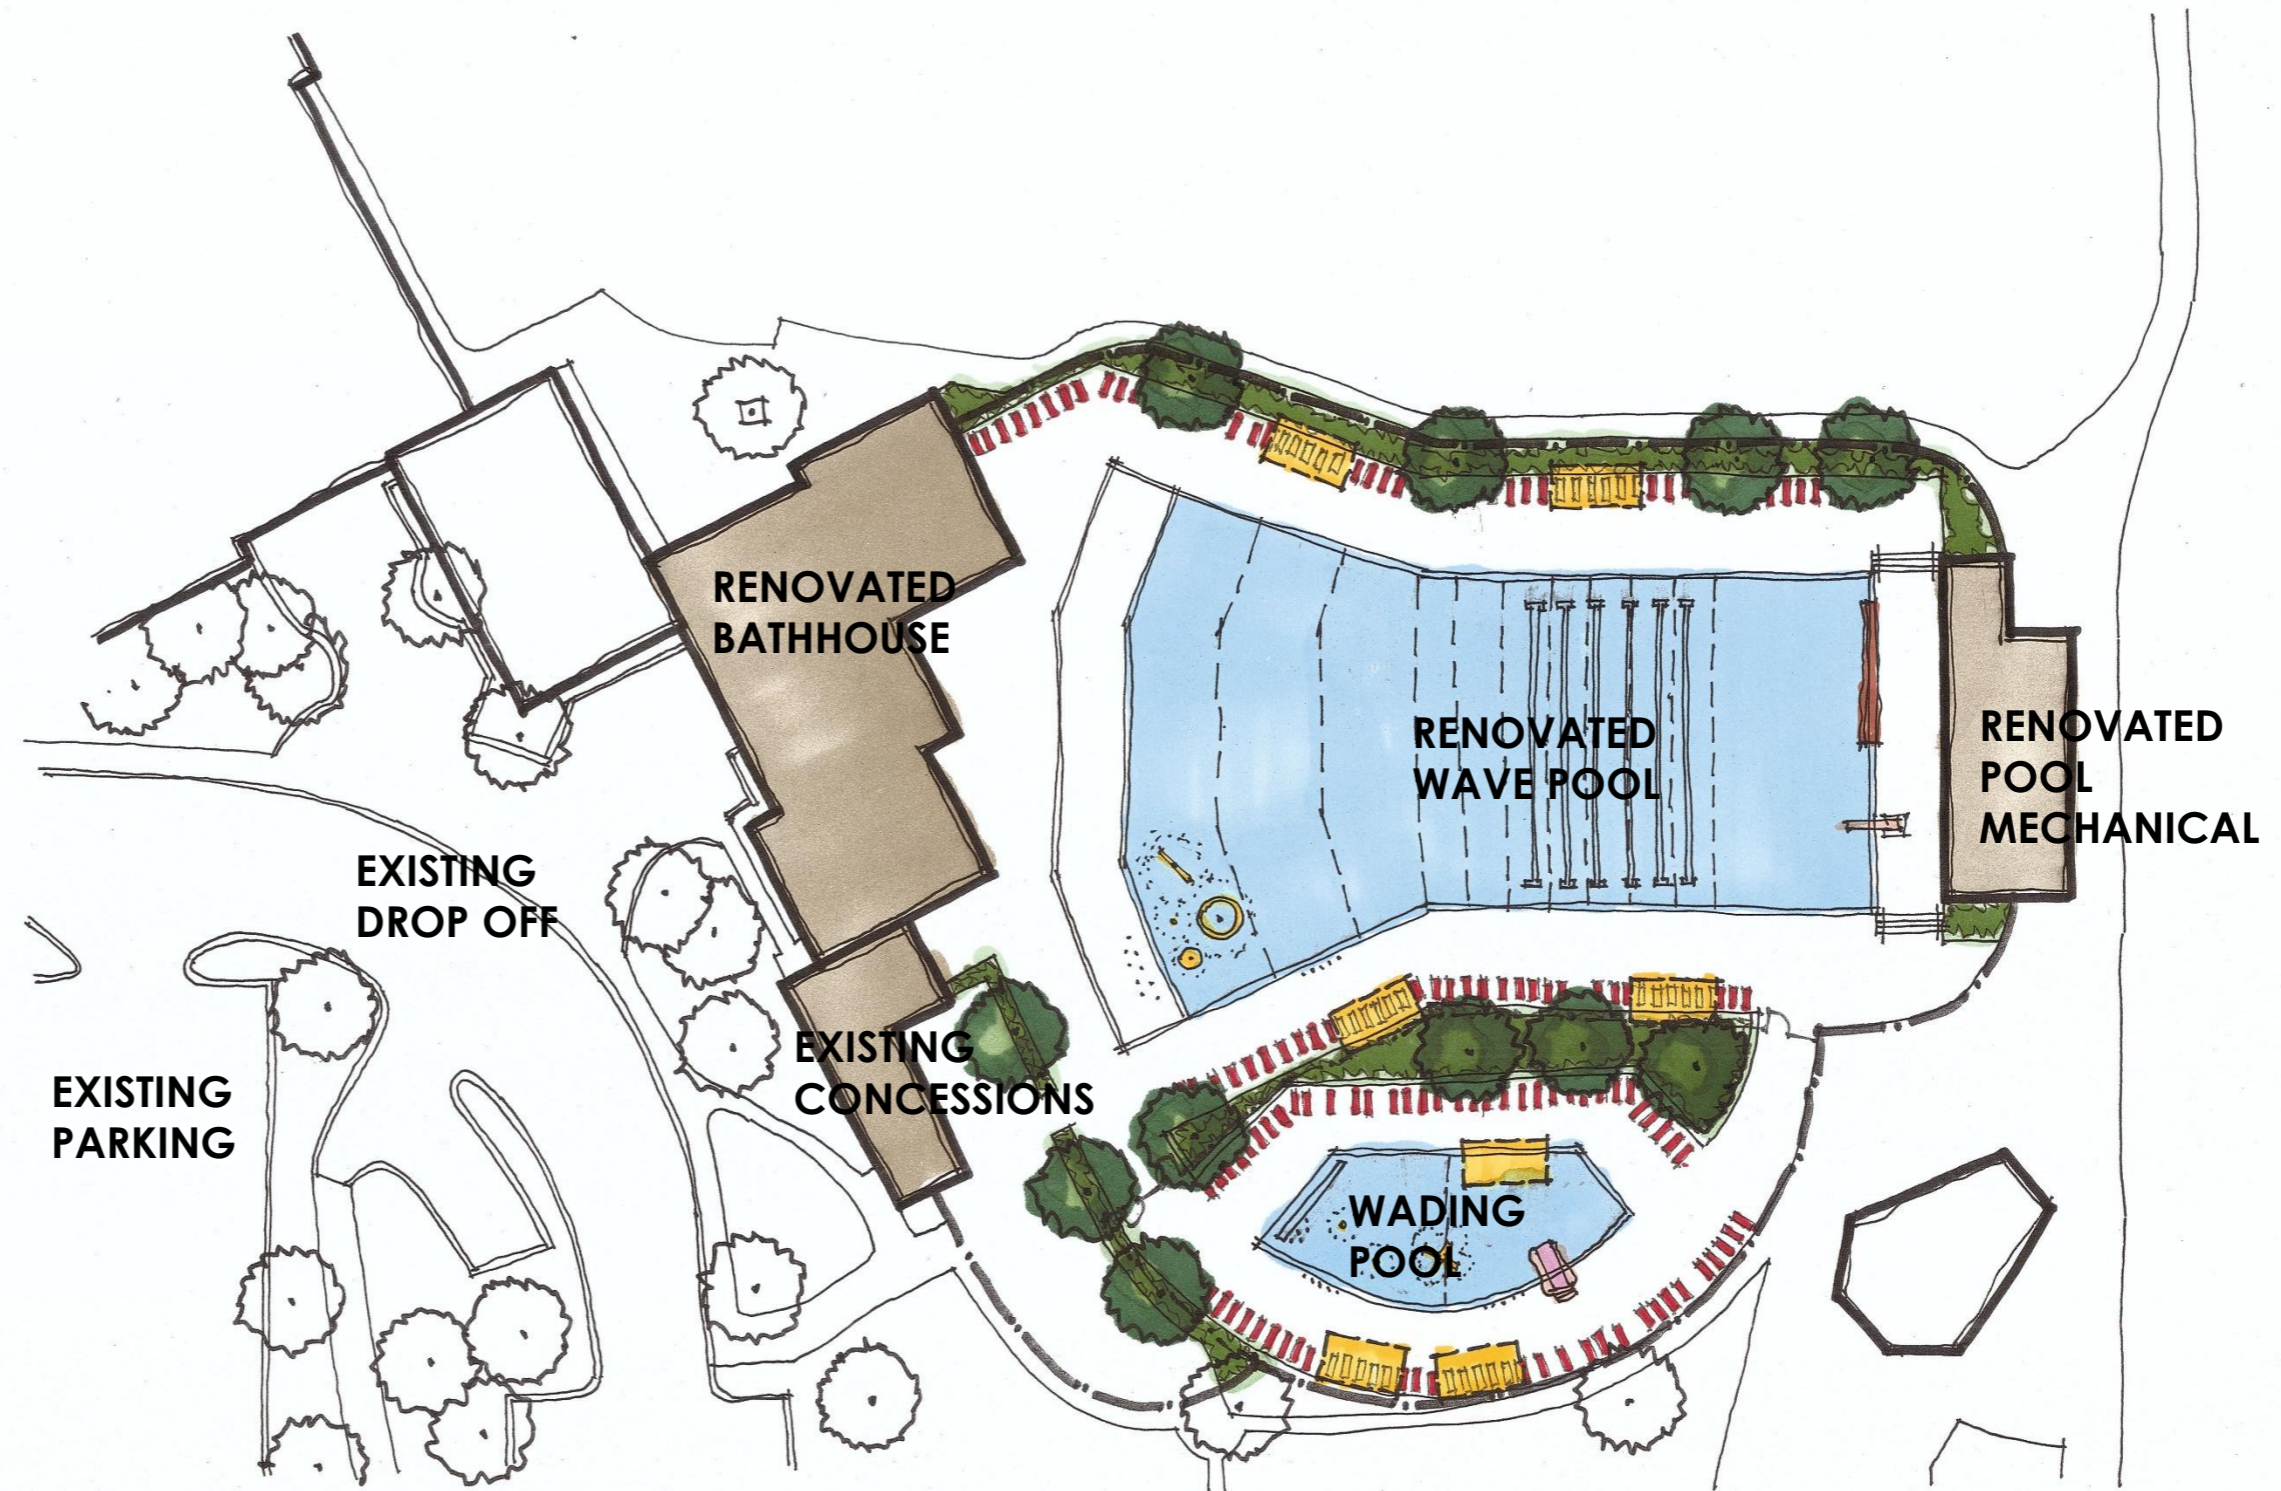 RENOVATED
BATHHOUSE
RENOVATED
WAVE POOL
RENOVATED
POOL
MECHANICAL
EXISTING
DROP OFF
EXISTING
CONCESSIONS
EXISTING
PARKING
WADING
POOL